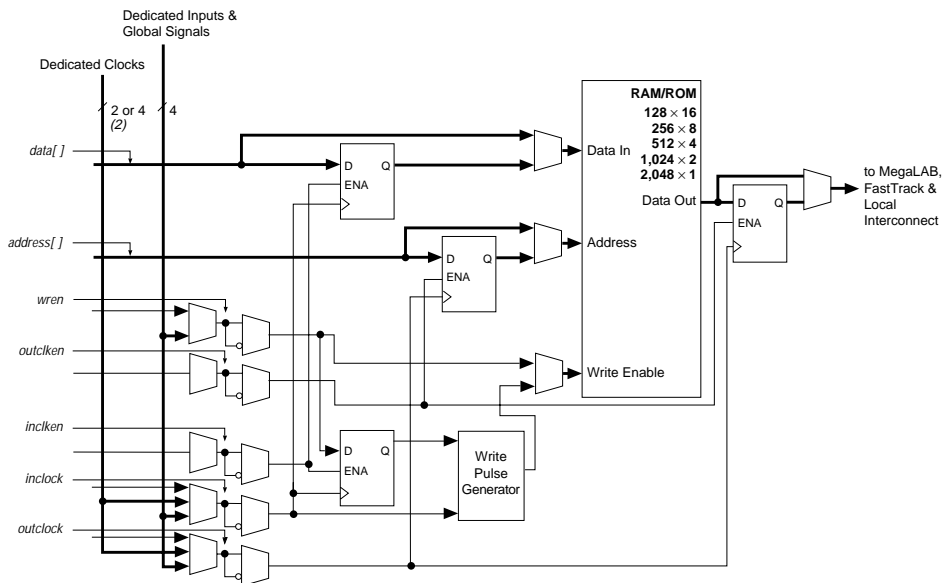 Dedicated Inputs &
Global Signals
Dedicated Clocks
2 or 4
(2)
4
RAM/ROM
128 × 16
256 × 8
512 × 4
1,024 × 2
2,048 × 1
data[ ]
D
Q
ENA
Data In
Data Out
D
Q
ENA
to MegaLAB,
FastTrack &
Local
Interconnect
address[ ]
D
Q
ENA
Address
wren
outclken
Write Enable
inclken
D
Q
ENA
Write
Pulse
Generator
inclock
outclock